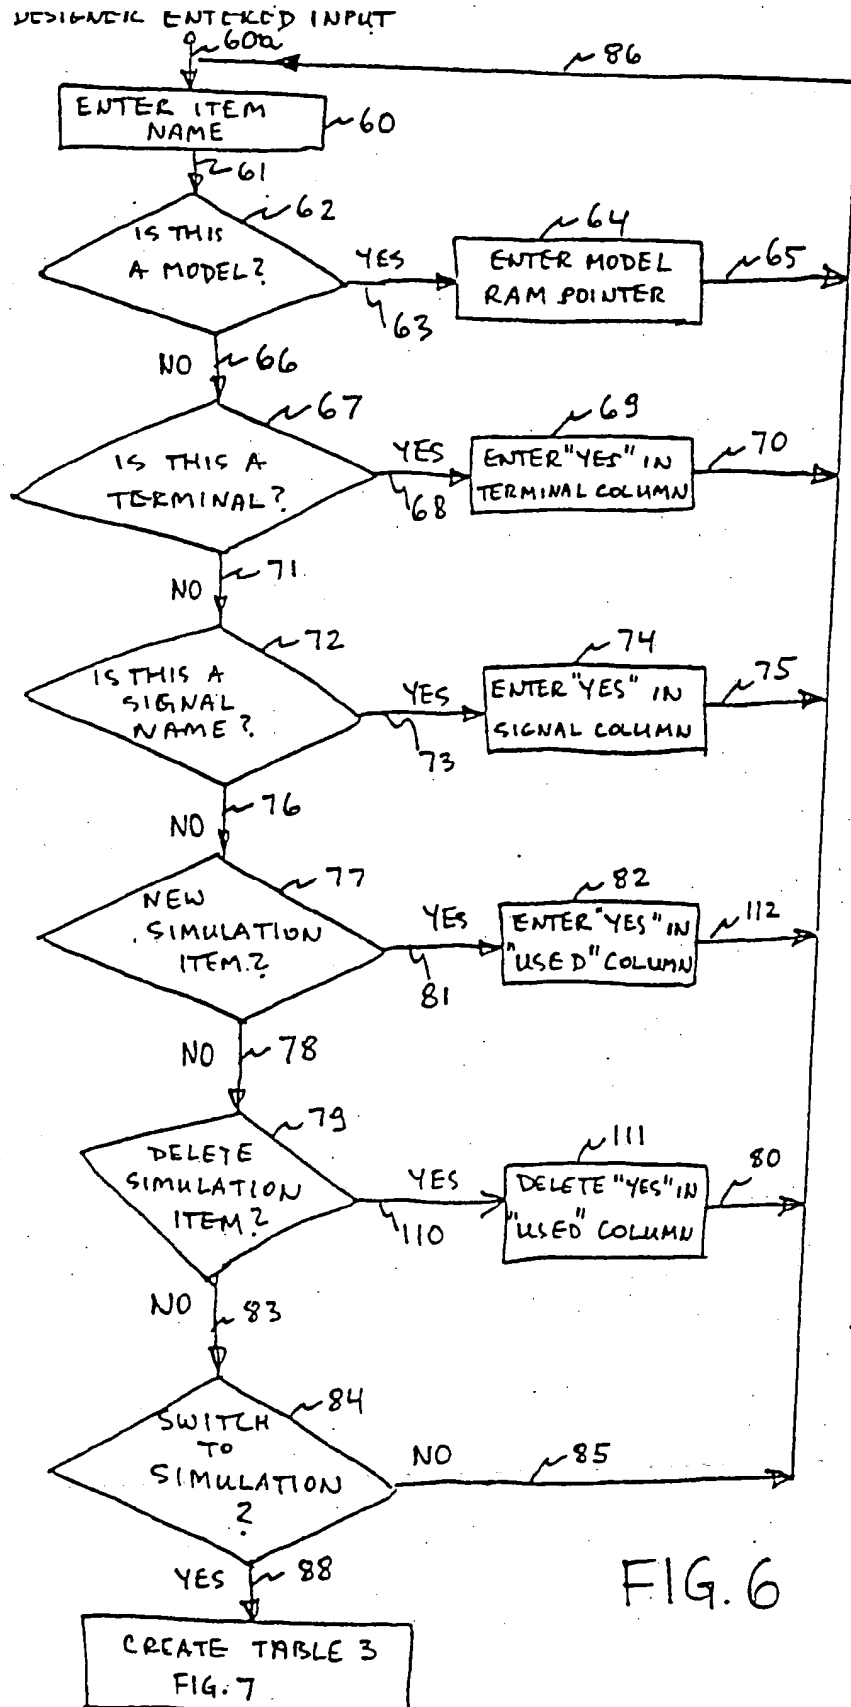 DESIGNER ENTERED INPUT
60a
86
ENTER ITEM
NAME
60
61
62
IS THIS
A MODEL?
YES
63
64
ENTER MODEL
RAM POINTER
65
NO
66
67
IS THIS A
TERMINAL?
YES
68
69
ENTER "YES" IN
TERMINAL COLUMN
70
NO
71
72
IS THIS A
SIGNAL
NAME?
YES
73
74
ENTER "YES" IN
SIGNAL COLUMN
75
NO
76
77
NEW
SIMULATION
ITEM?
YES
81
82
ENTER "YES" IN
"USED" COLUMN
112
NO
78
79
DELETE
SIMULATION
ITEM?
YES
110
111
DELETE "YES" IN
"USED" COLUMN
80
NO
83
84
SWITCH
TO
SIMULATION
?
NO
85
YES
88
CREATE TABLE 3
FIG. 7
FIG. 6